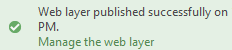 Web layer published successfully on
PM.
Manage the web layer